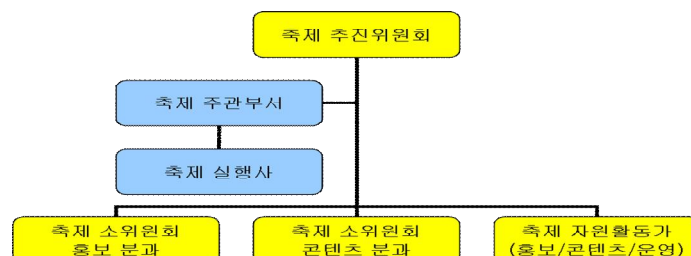 축제 추진위원회
축제 주관부서
축제 실행사
축제 소위원회
홍보 분과
축제 소위원회
콘텐츠 분과
축제 자원활동가
(홍보/콘텐츠/운영)